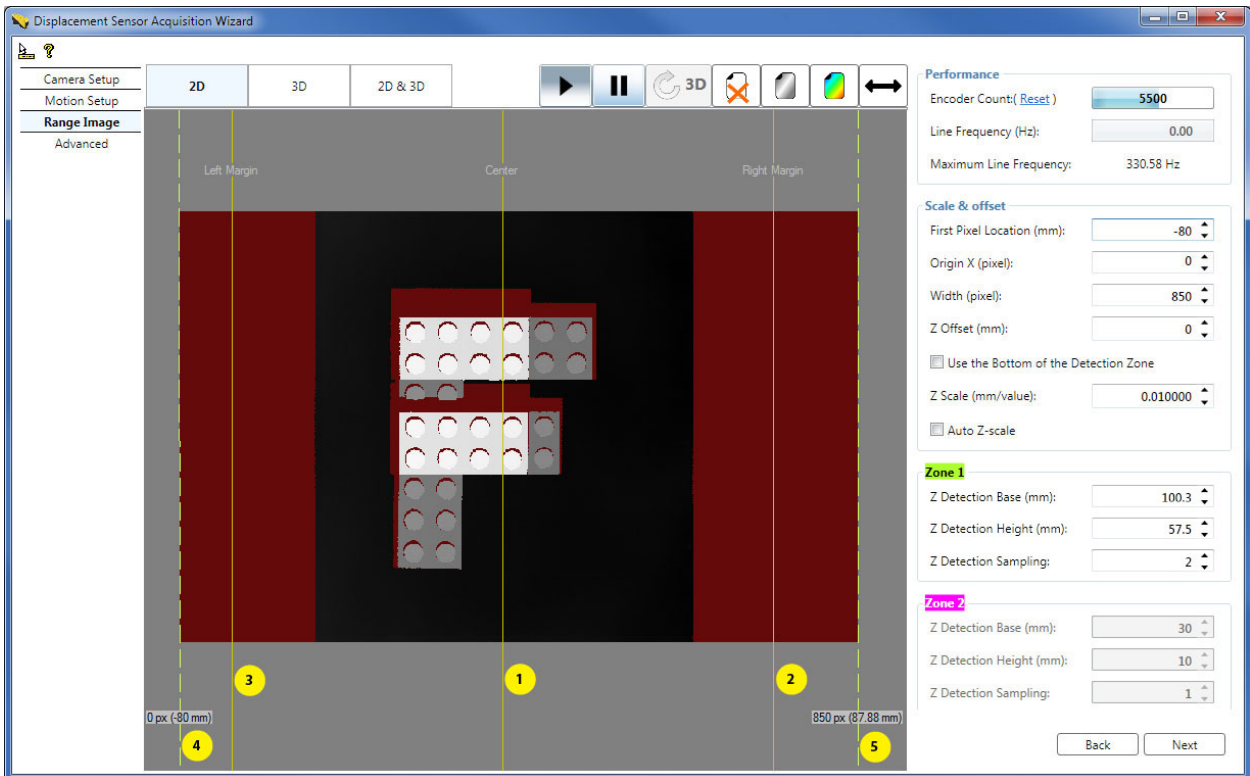 Displacement Sensor Acquisition Wizard
Camera Setup
Motion Setup
Range Image
Advanced
2D
3D
2D & 3D
3D
Left Margin
Center
Right Margin
3
1
2
0 px (-80 mm)
850 px (87.88 mm)
4
5
Performance
Encoder Count:( Reset )
5500
Line Frequency (Hz):
0.00
Maximum Line Frequency:
330.58 Hz
Scale & offset
First Pixel Location (mm):
-80
Origin X (pixel):
0
Width (pixel):
850
Z Offset (mm):
0
Use the Bottom of the Detection Zone
Z Scale (mm/value):
0.010000
Auto Z-scale
Zone 1
Z Detection Base (mm):
100.3
Z Detection Height (mm):
57.5
Z Detection Sampling:
2
Zone 2
Z Detection Base (mm):
30
Z Detection Height (mm):
10
Z Detection Sampling:
1
Back
Next